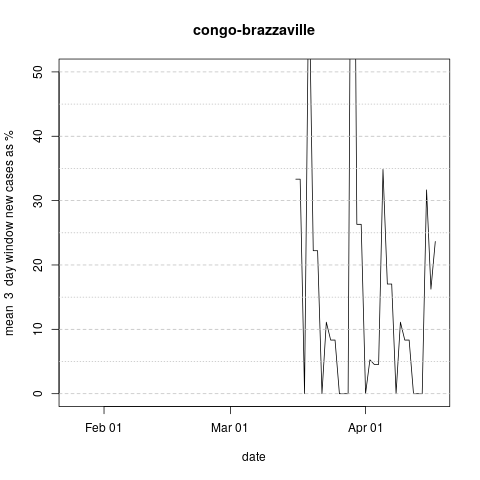 congo-brazzaville
mean 3 day window new cases as %
50
40
30
20
10
0
Feb 01
Mar 01
Apr 01
date